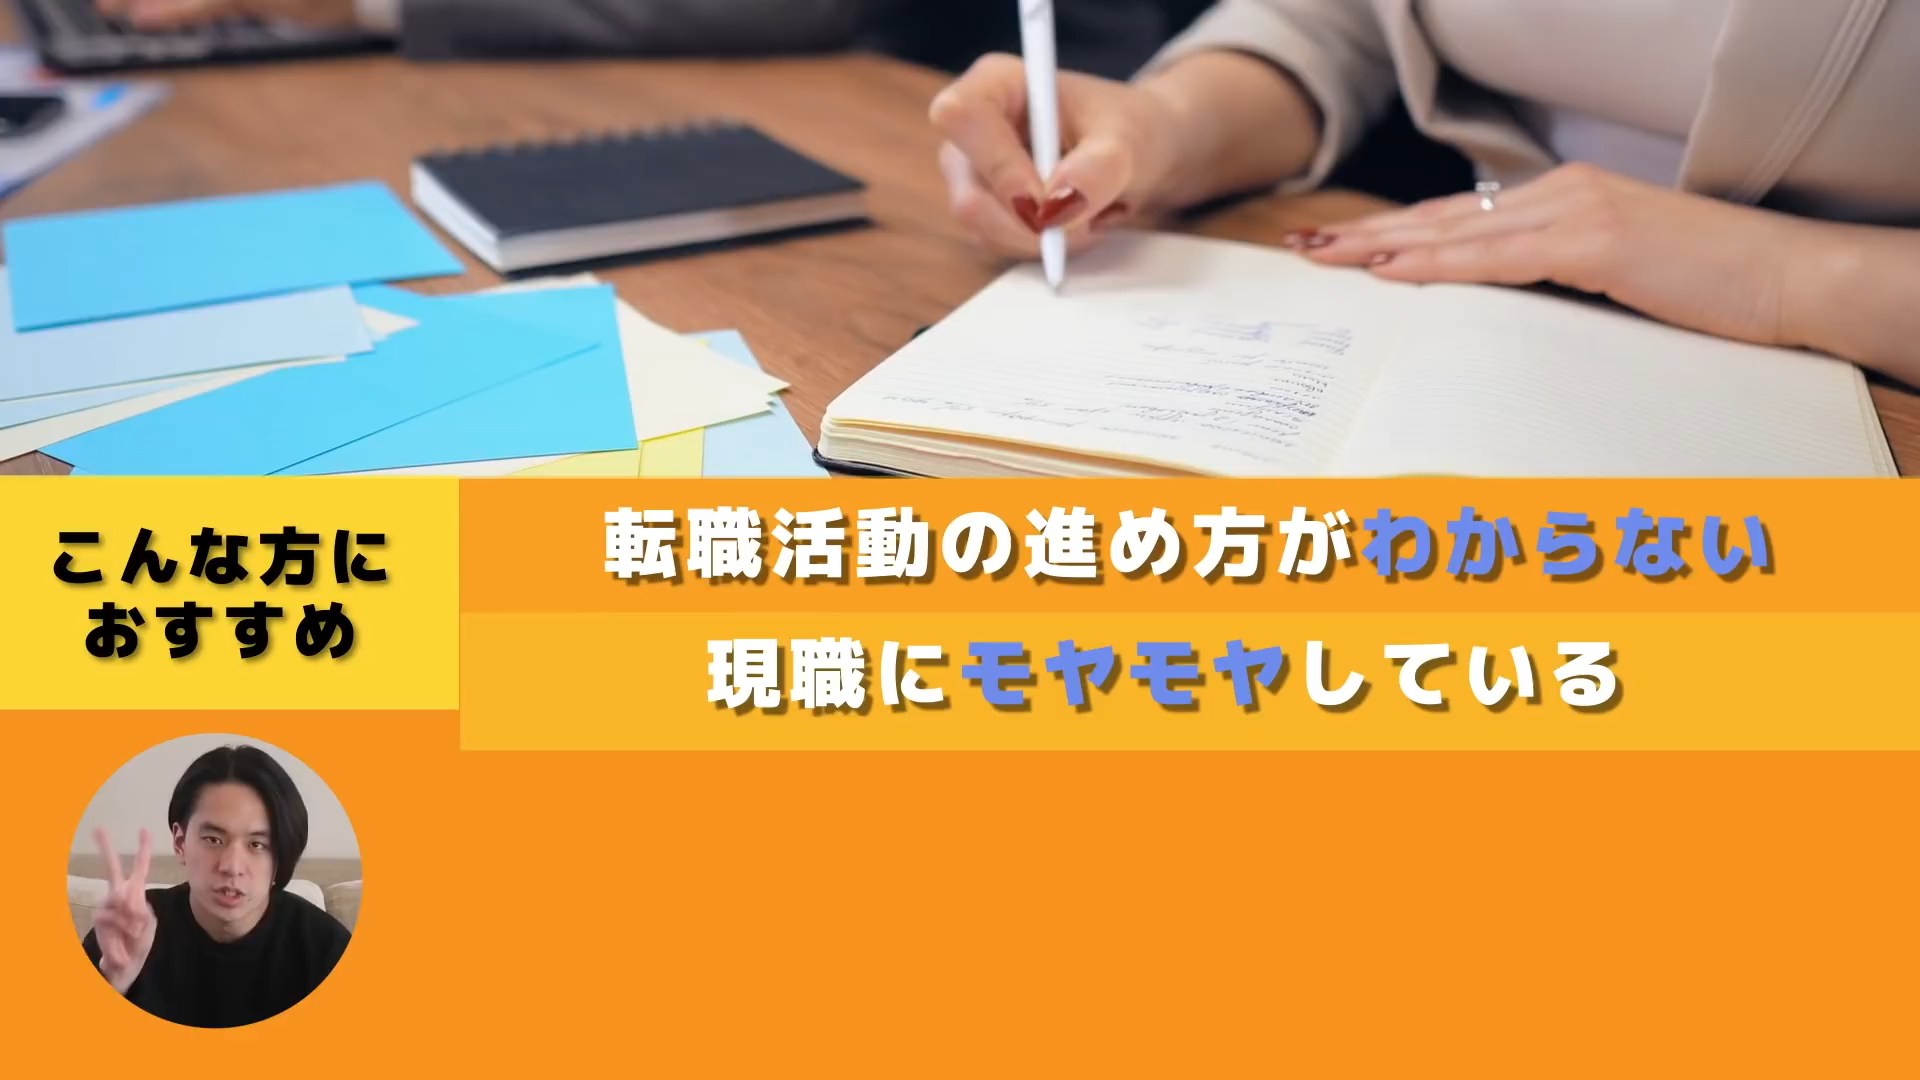 こんな方に
おすすめ
転職活動の進め方がわからない
現職にモヤモヤしている